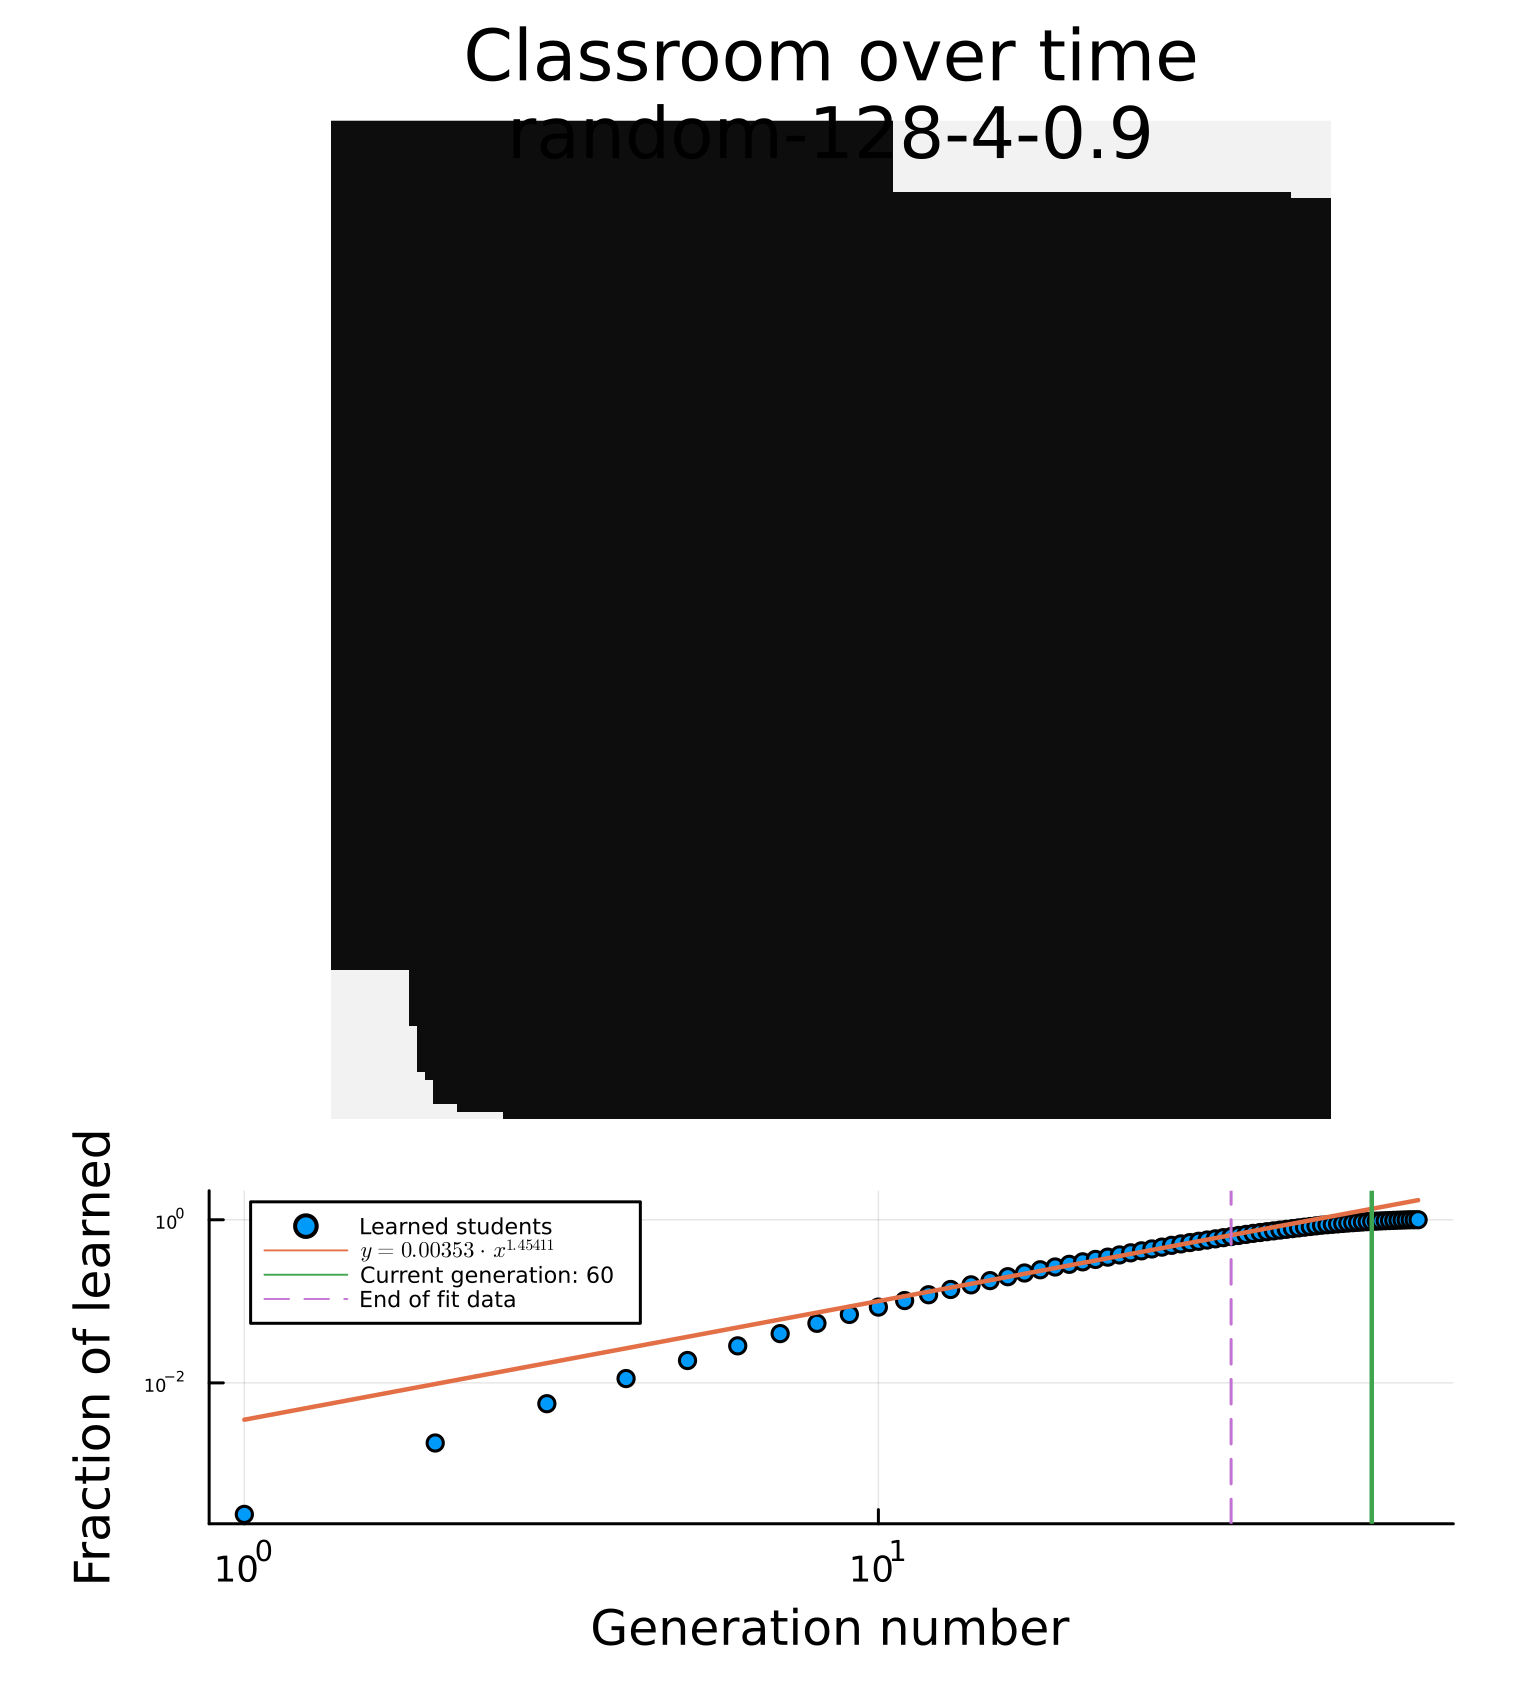 Classroom over time
random-128-4-0.9
Fraction of learned
10^0
10^-2
Learned students
y = 0.00353 · x^1.45411
Current generation: 60
End of fit data
10^0
10^1
Generation number